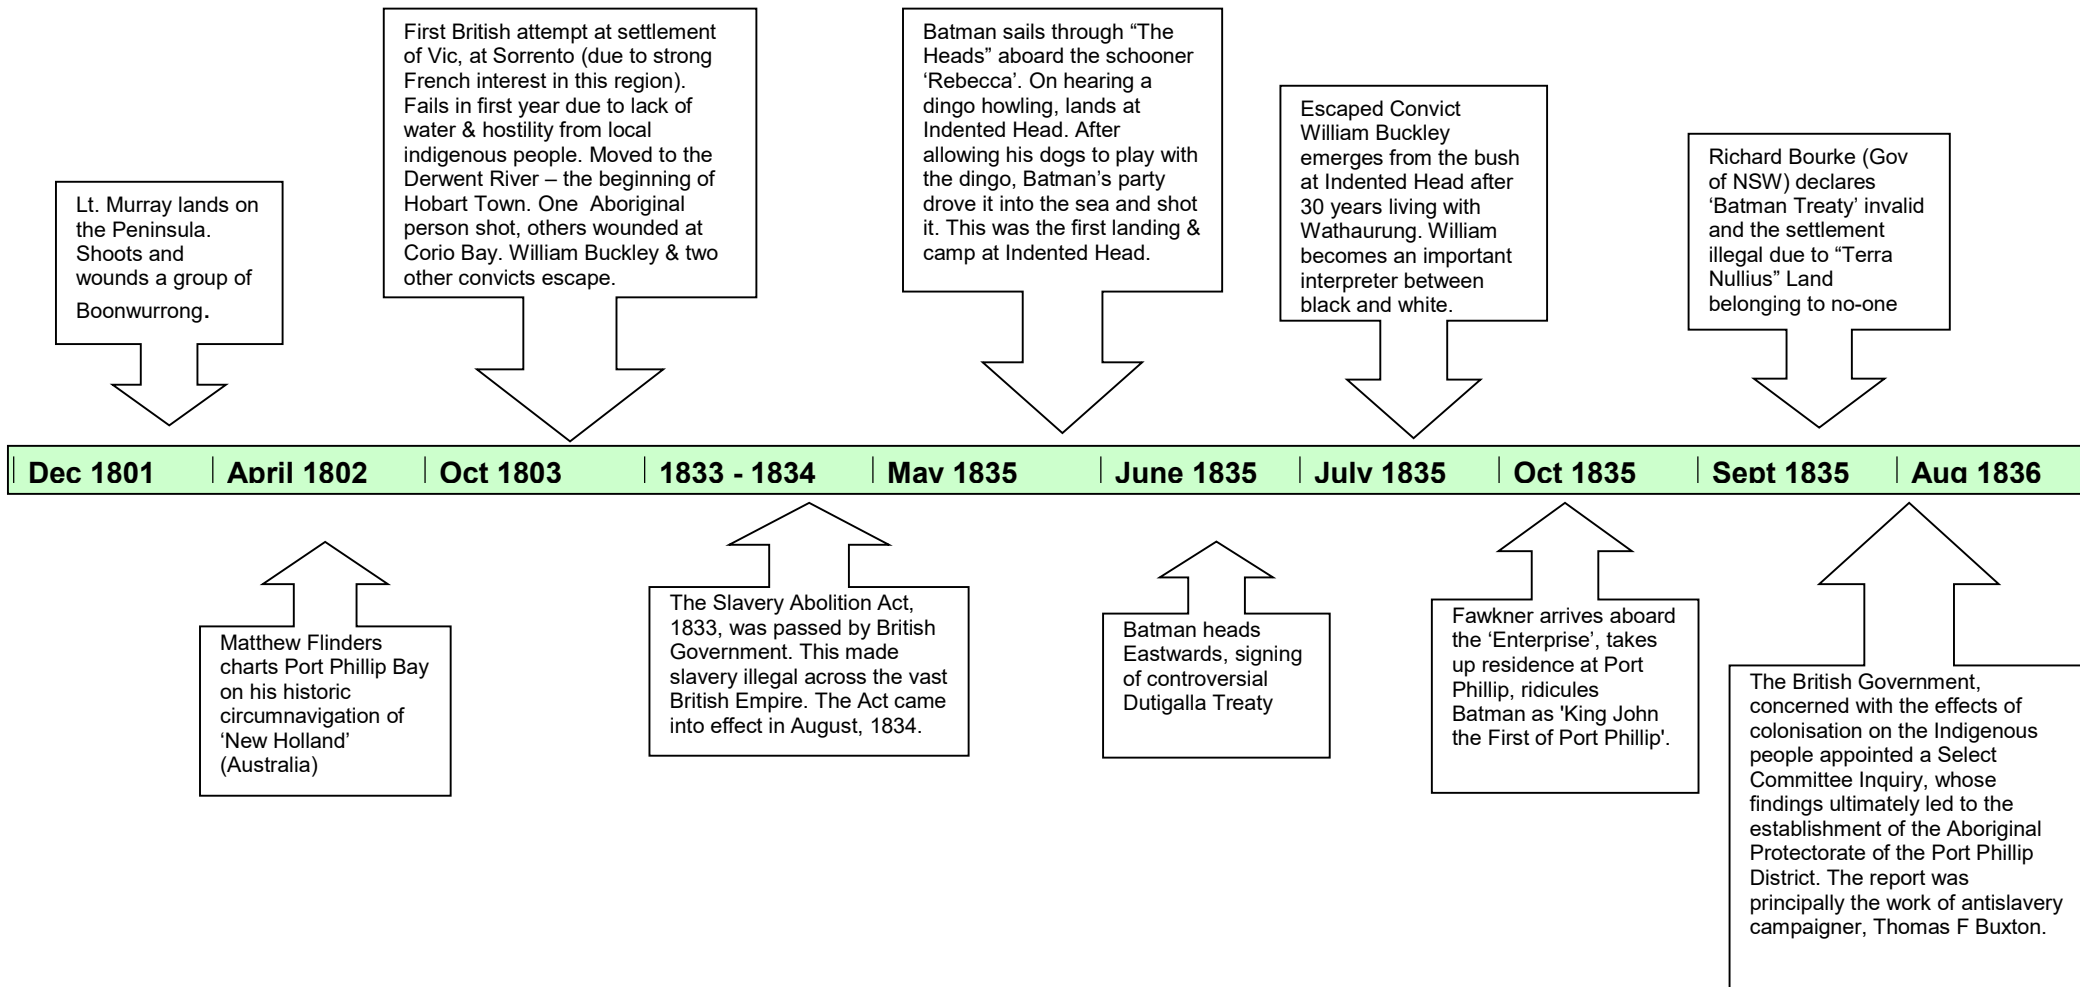 First British attempt at settlement
of Vic, at Sorrento (due to strong
French interest in this region).
Fails in first year due to lack of
water & hostility from local
indigenous people. Moved to the
Derwent River – the beginning of
Hobart Town. One  Aboriginal
person shot, others wounded at
Corio Bay. William Buckley & two
other convicts escape.
Batman sails through “The
Heads” aboard the schooner
‘Rebecca’. On hearing a
dingo howling, lands at
Indented Head. After
allowing his dogs to play with
the dingo, Batman’s party
drove it into the sea and shot
it. This was the first landing &
camp at Indented Head.
Escaped Convict
William Buckley
emerges from the bush
at Indented Head after
30 years living with
Wathaurung. William
becomes an important
interpreter between
black and white.
Richard Bourke (Gov
of NSW) declares
‘Batman Treaty’ invalid
and the settlement
illegal due to “Terra
Nullius” Land
belonging to no-one
Lt. Murray lands on
the Peninsula.
Shoots and
wounds a group of
Boonwurrong.
Dec 1801 April 1802 Oct 1803 1833 - 1834 May 1835 June 1835 July 1835 Oct 1835 Sept 1835 Aug 1836
Matthew Flinders
charts Port Phillip Bay
on his historic
circumnavigation of
‘New Holland’
(Australia)
The Slavery Abolition Act,
1833, was passed by British
Government. This made
slavery illegal across the vast
British Empire. The Act came
into effect in August, 1834.
Batman heads
Eastwards, signing
of controversial
Dutigalla Treaty
Fawkner arrives aboard
the ‘Enterprise’, takes
up residence at Port
Phillip, ridicules
Batman as 'King John
the First of Port Phillip'.
The British Government,
concerned with the effects of
colonisation on the Indigenous
people appointed a Select
Committee Inquiry, whose
findings ultimately led to the
establishment of the Aboriginal
Protectorate of the Port Phillip
District. The report was
principally the work of antislavery
campaigner, Thomas F Buxton.